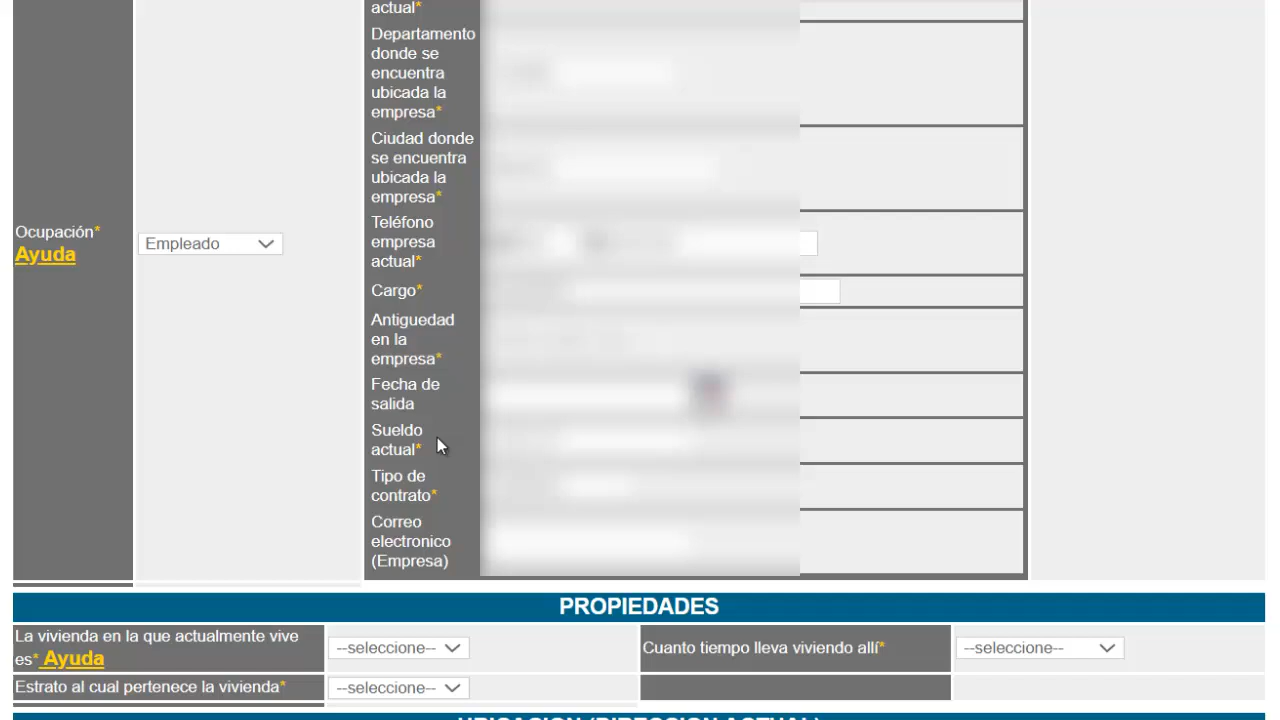 actual*
Departamento
donde se
encuentra
ubicada la
empresa*
Ciudad donde
se encuentra
ubicada la
empresa*
Teléfono
empresa
actual*
Ocupación*
Ayuda
Empleado
Cargo*
Antiguedad
en la
empresa*
Fecha de
salida
Sueldo
actual*
Tipo de
contrato*
Correo
electronico
(Empresa)
PROPIEDADES
La vivienda en la que actualmente vive
es* Ayuda
--seleccione--
Cuanto tiempo lleva viviendo allí*
--seleccione--
Estrato al cual pertenece la vivienda*
--seleccione--
UBICACION (DIRECCION ACTUAL)